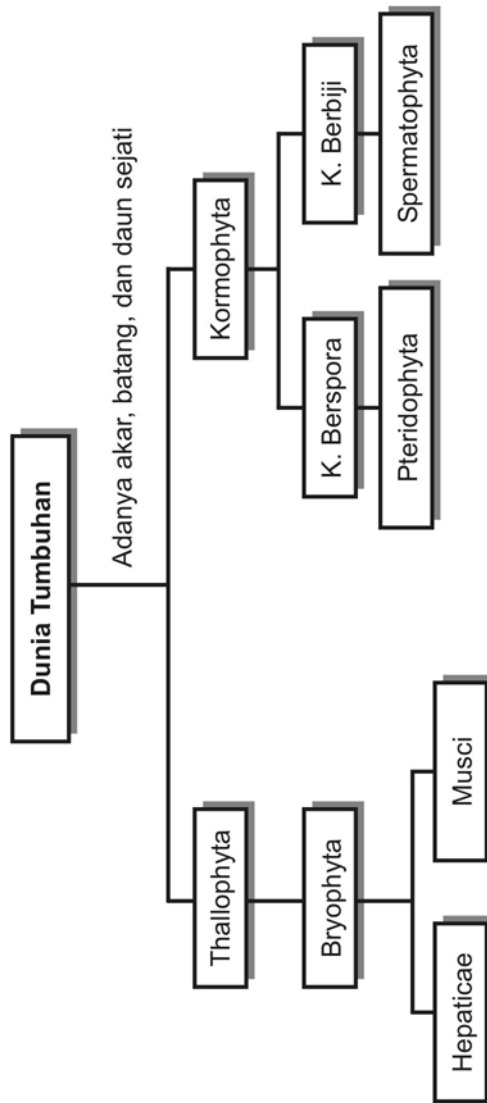 Dunia Tumbuhan
Adanya akar, batang, dan daun sejati
Thallophyta
Kormophyta
Bryophyta
K. Berspora
K. Berbiji
Hepaticae
Musci
Pteridophyta
Spermatophyta